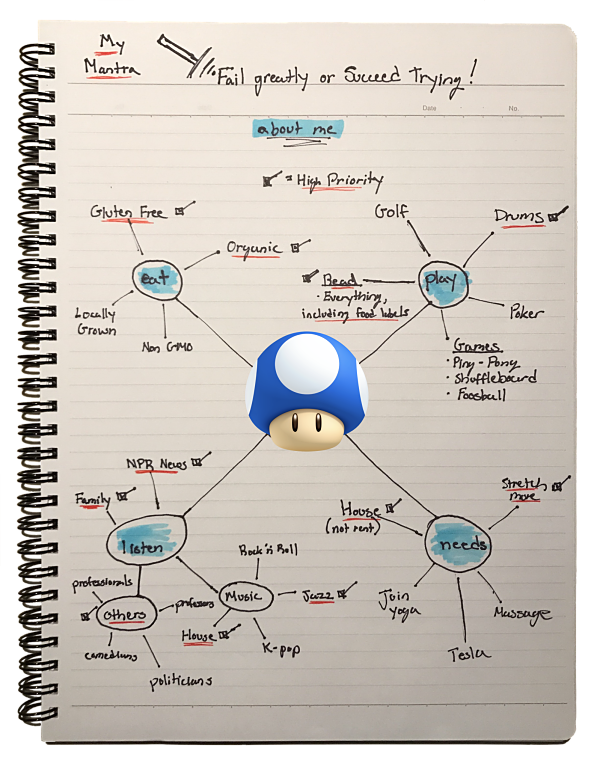 My
Mantra
Fail greatly or Succeed Trying!
Date
No.
about me
= High Priority
Gluten Free
Organic
eat
Locally
Grown
Non GMO
Golf
Drums
play
Read
· Everything,
including food labels
Poker
Games
· Ping-Pong
· Shuffleboard
· Foosball
NPR News
Family
listen
Rock'n Roll
Music
Jazz
House
K-pop
professionals
others
professors
comedians
politicians
House
(not rent)
Stretch
move
needs
Join
yoga
Massage
Tesla